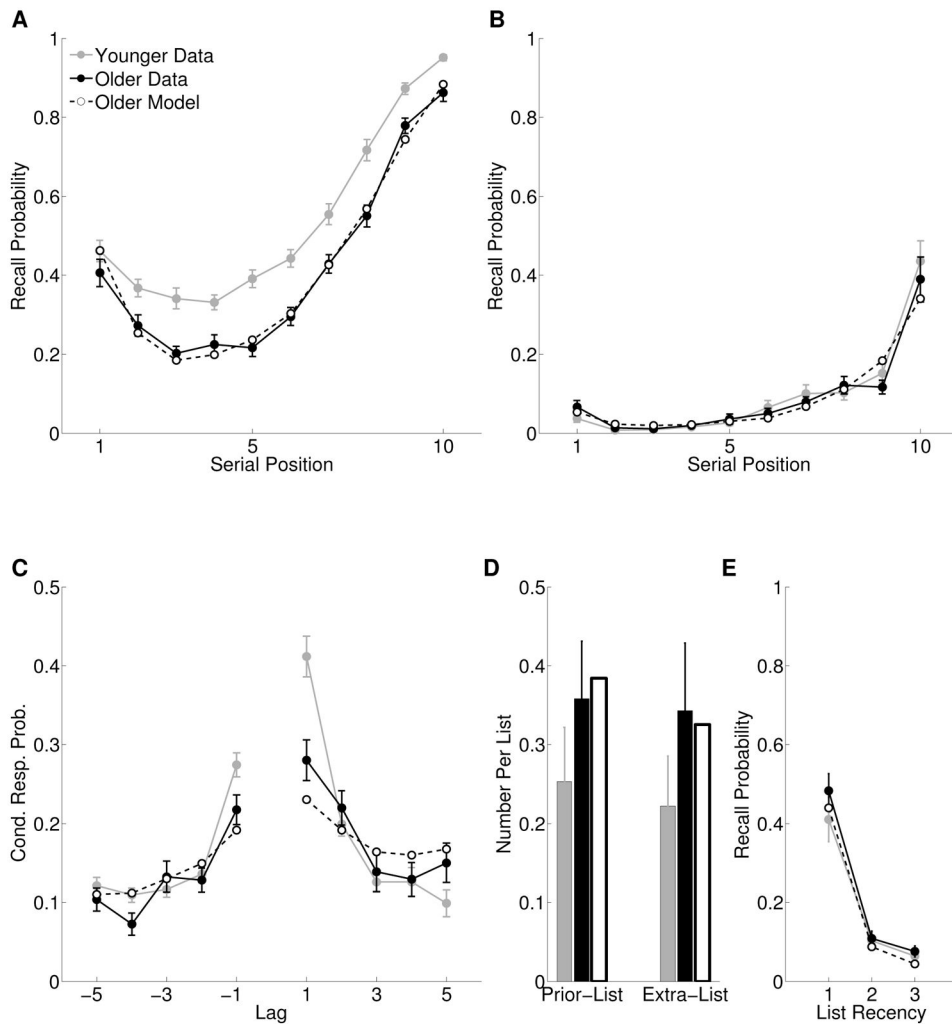 A
B
1
0.8
0.6
0.4
0.2
0
Recall Probability
Younger Data
Older Data
Older Model
1
5
10
Serial Position
1
0.8
0.6
0.4
0.2
0
Recall Probability
1
5
10
Serial Position
C
D
E
0.5
0.4
0.3
0.2
0.1
0
Cond. Resp. Prob.
−5
−3
−1
1
3
5
Lag
0.5
0.4
0.3
0.2
0.1
0
Number Per List
Prior−List
Extra−List
1
0.8
0.6
0.4
0.2
0
Recall Probability
1
2
3
List Recency